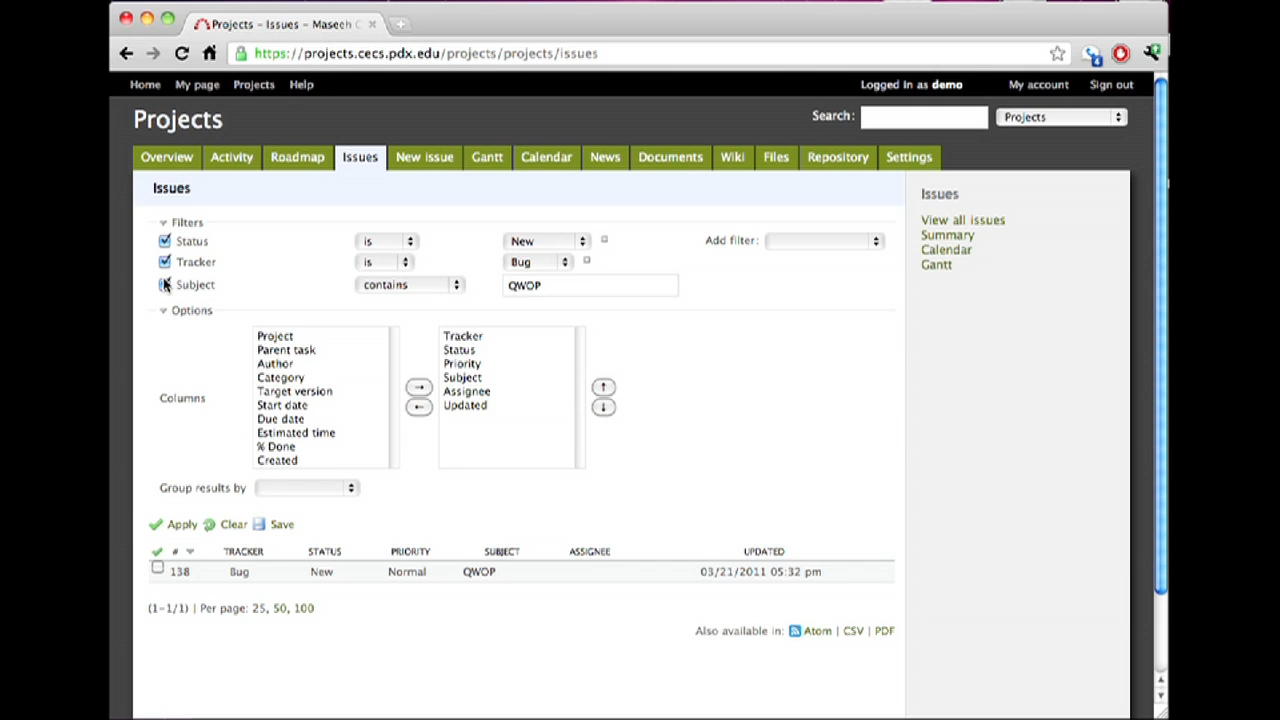 Projects - Issues - Maseeh C
https://projects.cecs.pdx.edu/projects/projects/issues
4
Home My page Projects Help Logged in as demo My account Sign out
Projects Search: Projects
Overview Activity Roadmap Issues New issue Gantt Calendar News Documents Wiki Files Repository Settings
Issues
Filters
Status is New Add filter:
Tracker is Bug
Subject contains QWOP
Options
Columns
Project
Parent task
Author
Category
Target version
Start date
Due date
Estimated time
% Done
Created
Tracker
Status
Priority
Subject
Assignee
Updated
Group results by
Apply Clear Save
# TRACKER STATUS PRIORITY SUBJECT ASSIGNEE UPDATED
138 Bug New Normal QWOP 03/21/2011 05:32 pm
(1-1/1) | Per page: 25, 50, 100
Also available in: Atom | CSV | PDF
Issues
View all issues
Summary
Calendar
Gantt